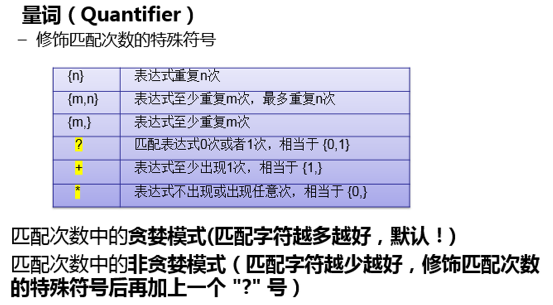 量词（Quantifier）
– 修饰匹配次数的特殊符号
{n} 表达式重复n次
{m,n} 表达式至少重复m次，最多重复n次
{m,} 表达式至少重复m次
? 匹配表达式0次或者1次，相当于 {0,1}
+ 表达式至少出现1次，相当于 {1,}
* 表达式不出现或出现任意次，相当于 {0,}
匹配次数中的贪婪模式(匹配字符越多越好，默认！)
匹配次数中的非贪婪模式（匹配字符越少越好，修饰匹配次
数的特殊符号后再加上一个 "?" 号）